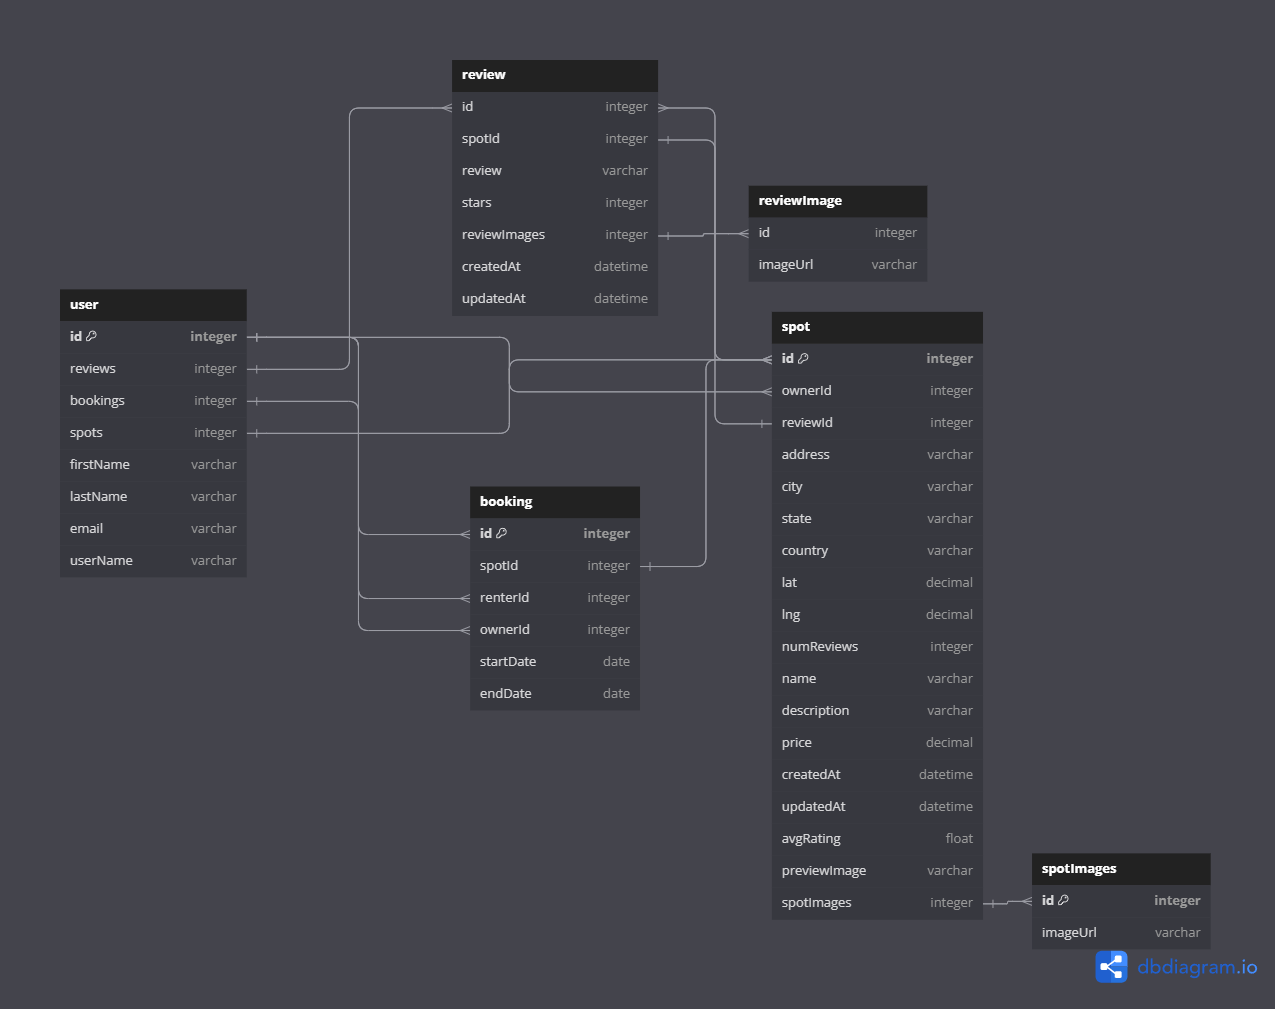 review
id integer
spotId integer
review varchar
stars integer
reviewImages integer
createdAt datetime
updatedAt datetime
reviewImage
id integer
imageUrl varchar
user
id integer
reviews integer
bookings integer
spots integer
firstName varchar
lastName varchar
email varchar
userName varchar
spot
id integer
ownerId integer
reviewId integer
address varchar
city varchar
state varchar
country varchar
lat decimal
lng decimal
numReviews integer
name varchar
description varchar
price decimal
createdAt datetime
updatedAt datetime
avgRating float
previewImage varchar
spotImages integer
booking
id integer
spotId integer
renterId integer
ownerId integer
startDate date
endDate date
spotImages
id integer
imageUrl varchar
dbdiagram.io